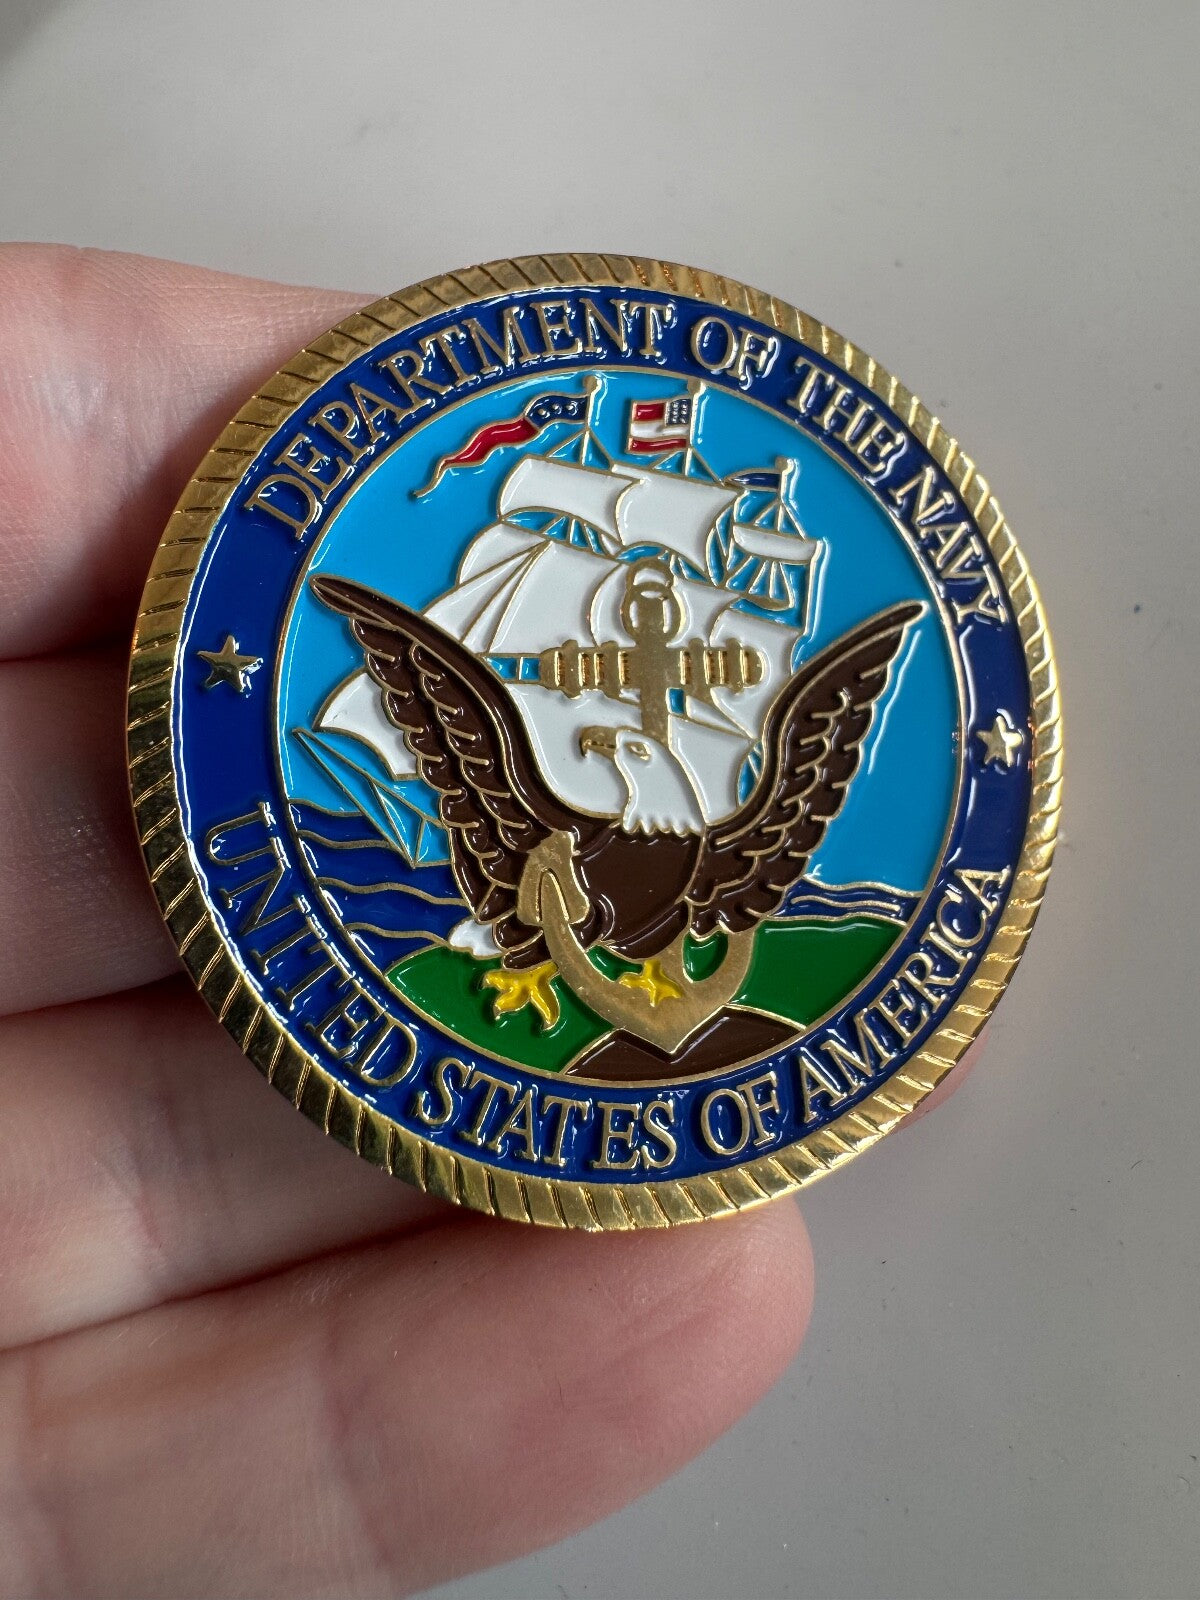 DEPARTMENT OF THE NAVY
UNITED STATES OF AMERICA